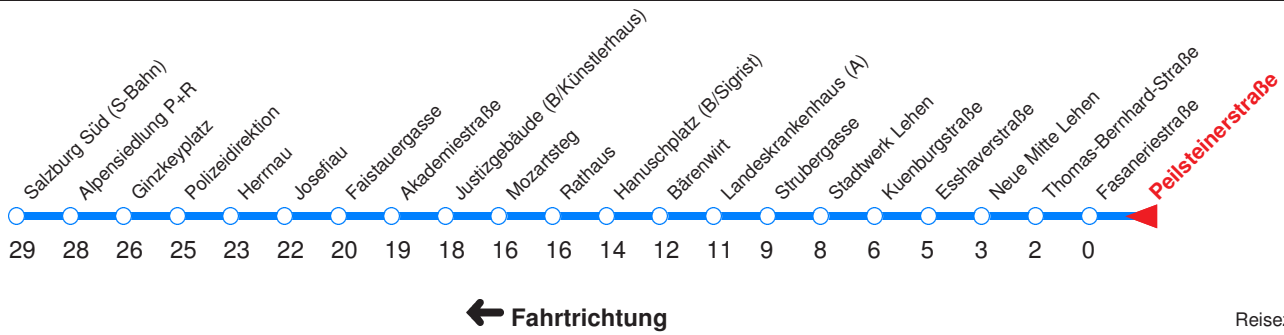 Salzburg Süd (S-Bahn)
Alpensiedlung P+R
Ginzkeyplatz
Polizeidirektion
Herrnau
Josefiau
Faistauergasse
Akademiestraße
Justizgebäude (B/Künstlerhaus)
Mozartsteg
Rathaus
Hanuschplatz (B/Sigrist)
Bärenwirt
Landeskrankenhaus (A)
Strubergasse
Stadtwerk Lehen
Kuenburgstraße
Esshaverstraße
Neue Mitte Lehen
Thomas-Bernhard-Straße
Fasaneriestraße
Peilsteinerstraße
29 28 26 25 23 22 20 19 18 16 16 14 12 11 9 8 6 5 3 2 0
Fahrtrichtung